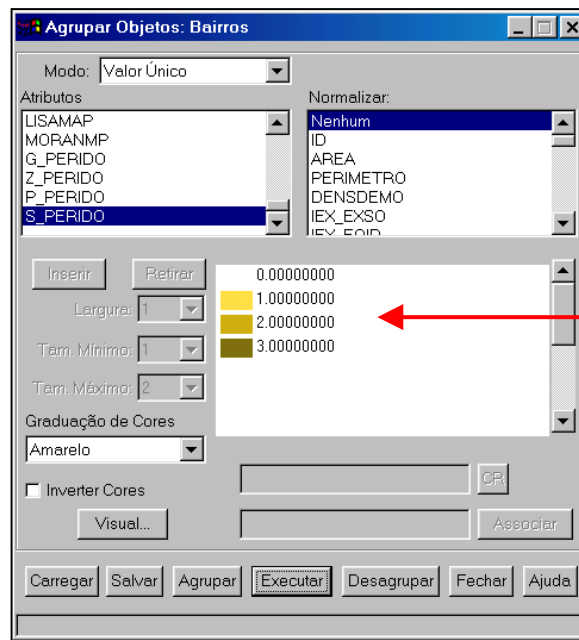 Agrupar Objetos: Bairros
Modo: Valor Único
Atributos
Normalizar:
LISAMAP
MORANMP
G_PERIDO
Z_PERIDO
P_PERIDO
S_PERIDO
Nenhum
ID
AREA
PERIMETRO
DENSDEMO
IEX_EXSO
IEX_EQID
Inserir Retirar
Largura: 1
Tam. Mínimo: 1
Tam. Máximo: 2
0.00000000
1.00000000
2.00000000
3.00000000
Graduação de Cores
Amarelo
Inverter Cores
CR
Visual...
Associar
Carregar Salvar Agrupar Executar Desagrupar Fechar Ajuda